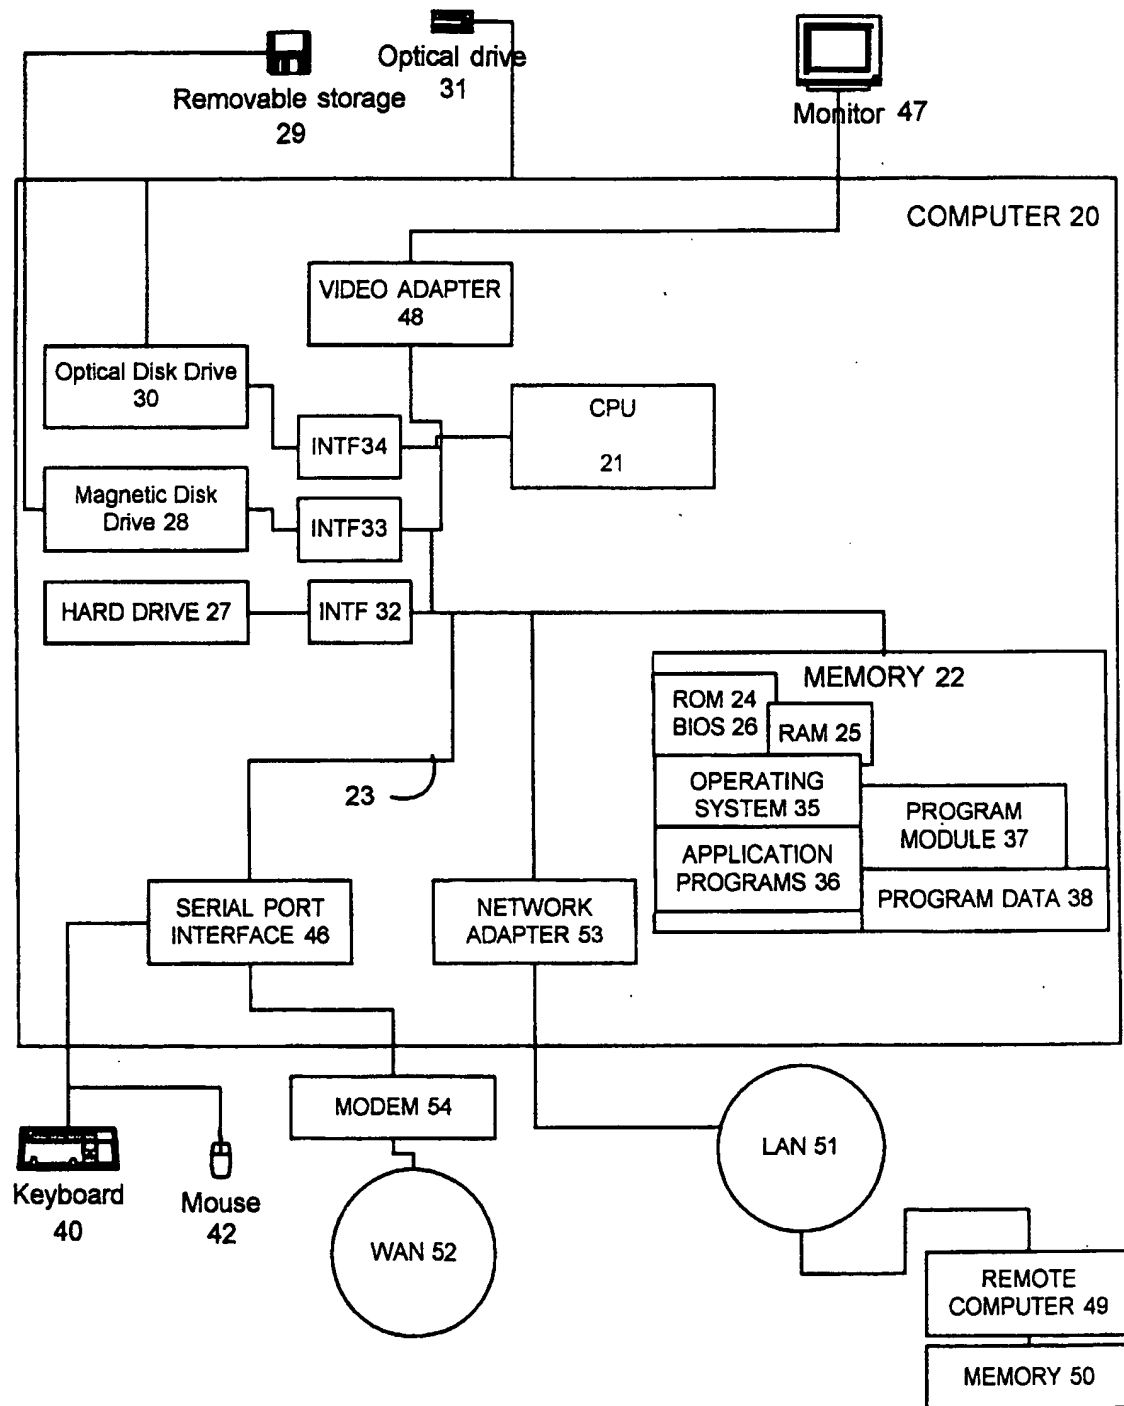 Optical drive
31
Removable storage
29
Monitor 47
COMPUTER 20
VIDEO ADAPTER
48
Optical Disk Drive
30
CPU
21
INTF34
Magnetic Disk
Drive 28
INTF33
HARD DRIVE 27
INTF 32
MEMORY 22
ROM 24
BIOS 26
RAM 25
OPERATING
SYSTEM 35
PROGRAM
MODULE 37
APPLICATION
PROGRAMS 36
PROGRAM DATA 38
23
SERIAL PORT
INTERFACE 46
NETWORK
ADAPTER 53
MODEM 54
LAN 51
Keyboard
40
Mouse
42
WAN 52
REMOTE
COMPUTER 49
MEMORY 50